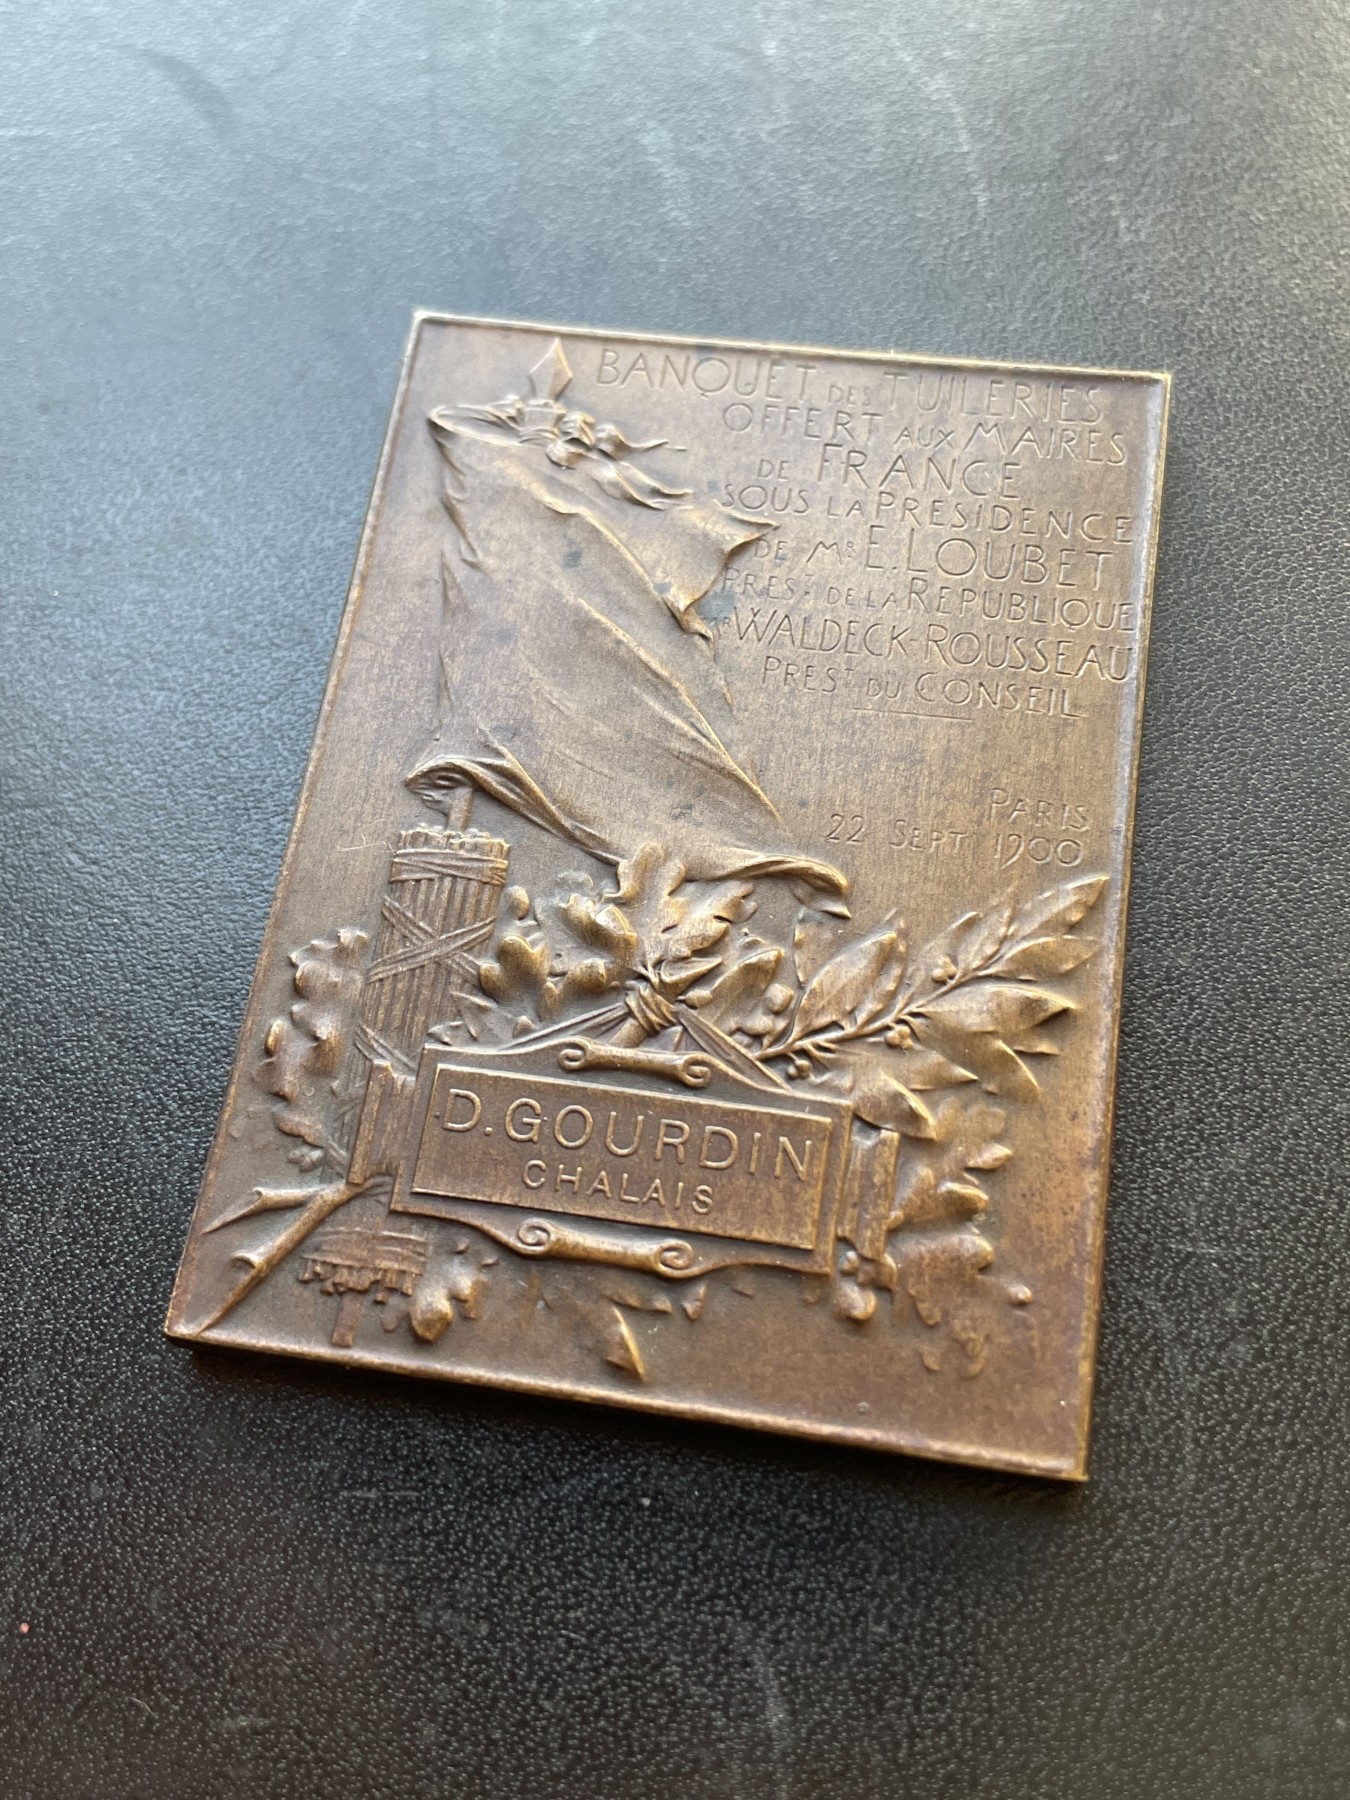 BANQUET DES TUILERIES
OFFERT AUX MAIRES
DE FRANCE
SOUS LA PRESIDENCE
DE MR E. LOUBET
PREST DE LA REPUBLIQUE
MR WALDECK-ROUSSEAU
PREST DU CONSEIL
PARIS
22 SEPT 1900
D. GOURDIN
CHALAIS